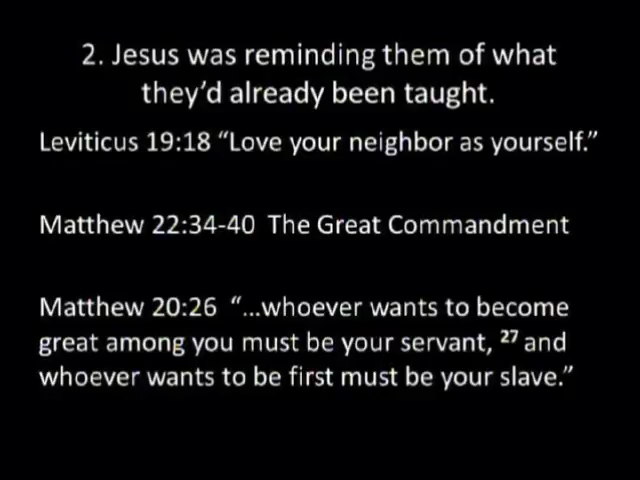 2. Jesus was reminding them of what
they’d already been taught.
Leviticus 19:18 “Love your neighbor as yourself.”
Matthew 22:34-40 The Great Commandment
Matthew 20:26 “…whoever wants to become
great among you must be your servant, ²⁷ and
whoever wants to be first must be your slave.”